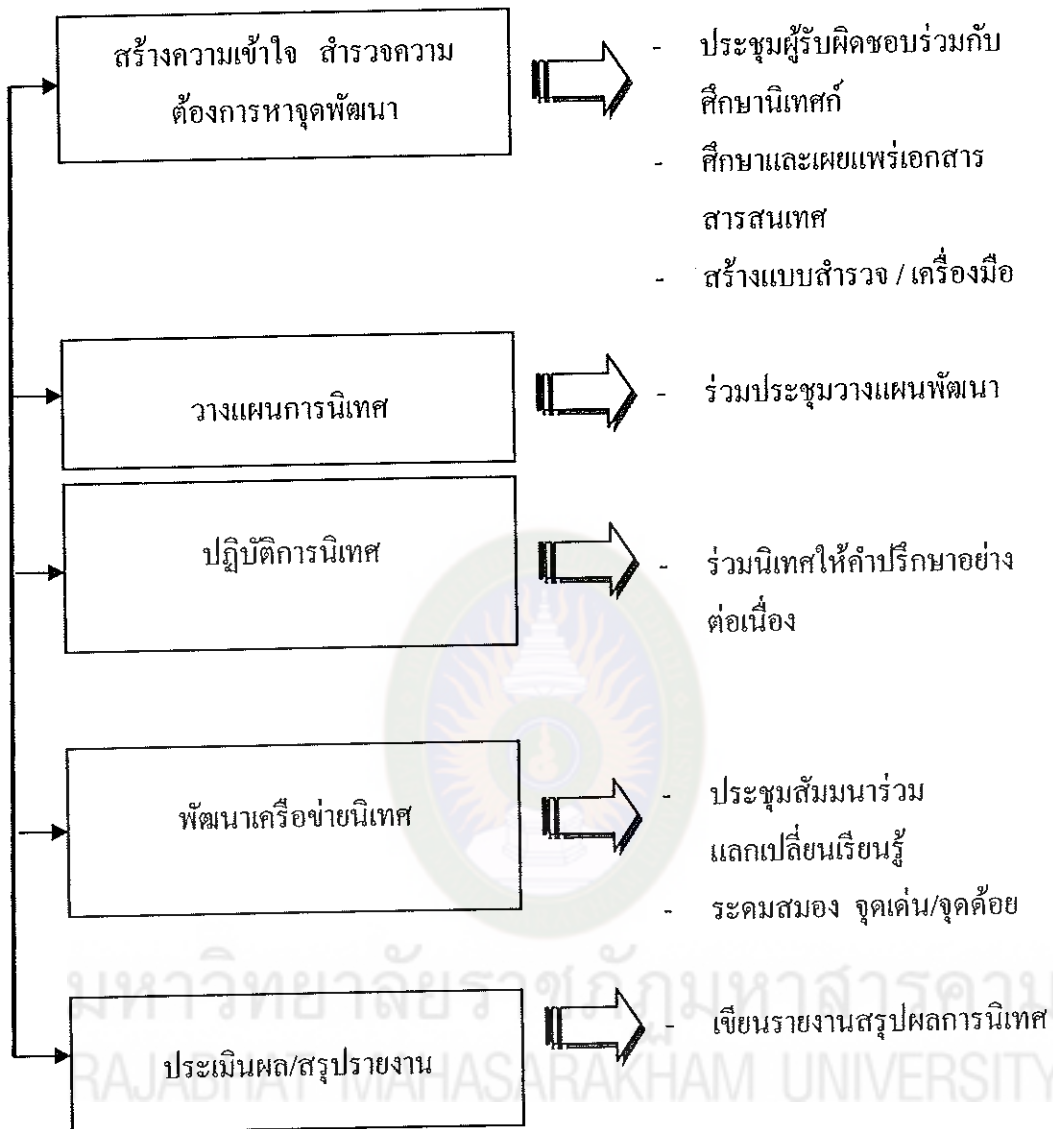 สร้างความเข้าใจ สำรวจความ
ต้องการหาจุดพัฒนา
- ประชุมผู้รับผิดชอบร่วมกับ
ศึกษานิเทศก์
- ศึกษาและเผยแพร่เอกสาร
สารสนเทศ
- สร้างแบบสำรวจ / เครื่องมือ
วางแผนการนิเทศ
- ร่วมประชุมวางแผนพัฒนา
ปฏิบัติการนิเทศ
- ร่วมนิเทศให้คำปรึกษาอย่าง
ต่อเนื่อง
พัฒนาเครือข่ายนิเทศ
- ประชุมสัมมนาร่วม
แลกเปลี่ยนเรียนรู้
- ระดมสมอง จุดเด่น/จุดด้อย
มหาวิทยาลัยราชภัฏมหาสารคาม
ประเมินผล/สรุปรายงาน
- เขียนรายงานสรุปผลการนิเทศ
RAJABHAT MAHASARAKHAM UNIVERSITY